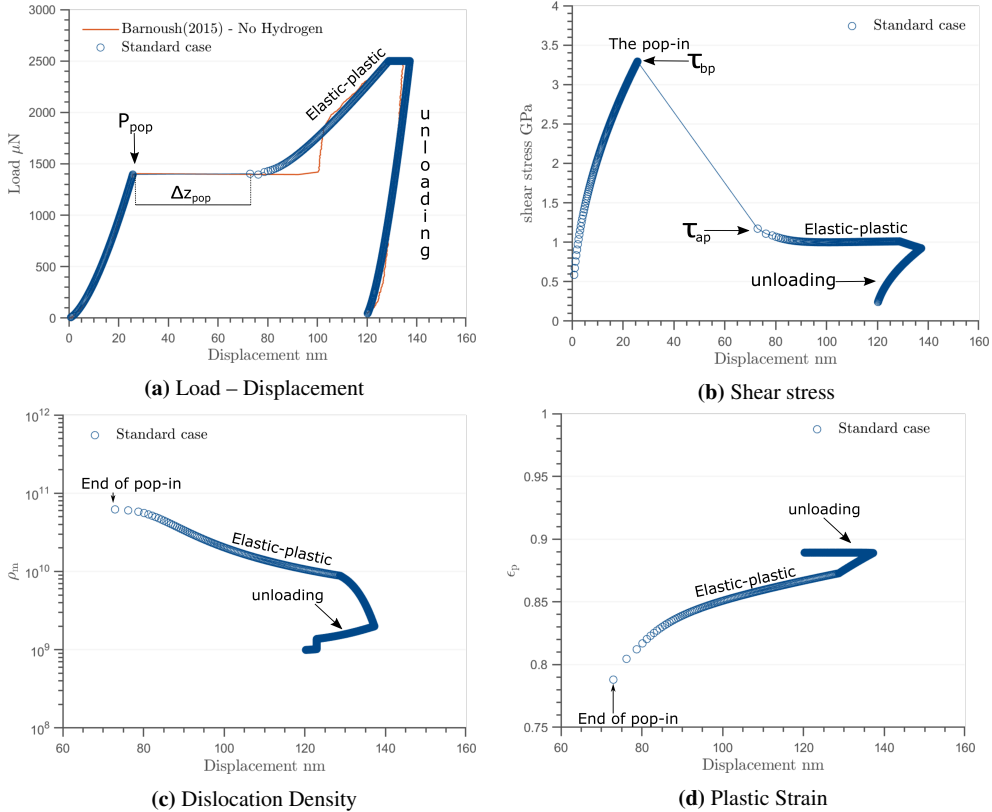 3000
2500
2000
1500
1000
500
0
Load μN
Barnoush(2015) - No Hydrogen
Standard case
P_pop
Δz_pop
Elastic-plastic
unloading
0 20 40 60 80 100 120 140 160
Displacement nm
(a) Load – Displacement
4
3.5
3
2.5
2
1.5
1
0.5
0
shear stress GPa
Standard case
The pop-in
τ_bp
τ_ap
Elastic-plastic
unloading
0 20 40 60 80 100 120 140 160
Displacement nm
(b) Shear stress
10^12
10^11
10^10
10^9
10^8
ρ_m
Standard case
End of pop-in
Elastic-plastic
unloading
60 80 100 120 140 160
Displacement nm
(c) Dislocation Density
1
0.95
0.9
0.85
0.8
0.75
ϵ_p
Standard case
unloading
Elastic-plastic
End of pop-in
60 80 100 120 140 160
Displacement nm
(d) Plastic Strain